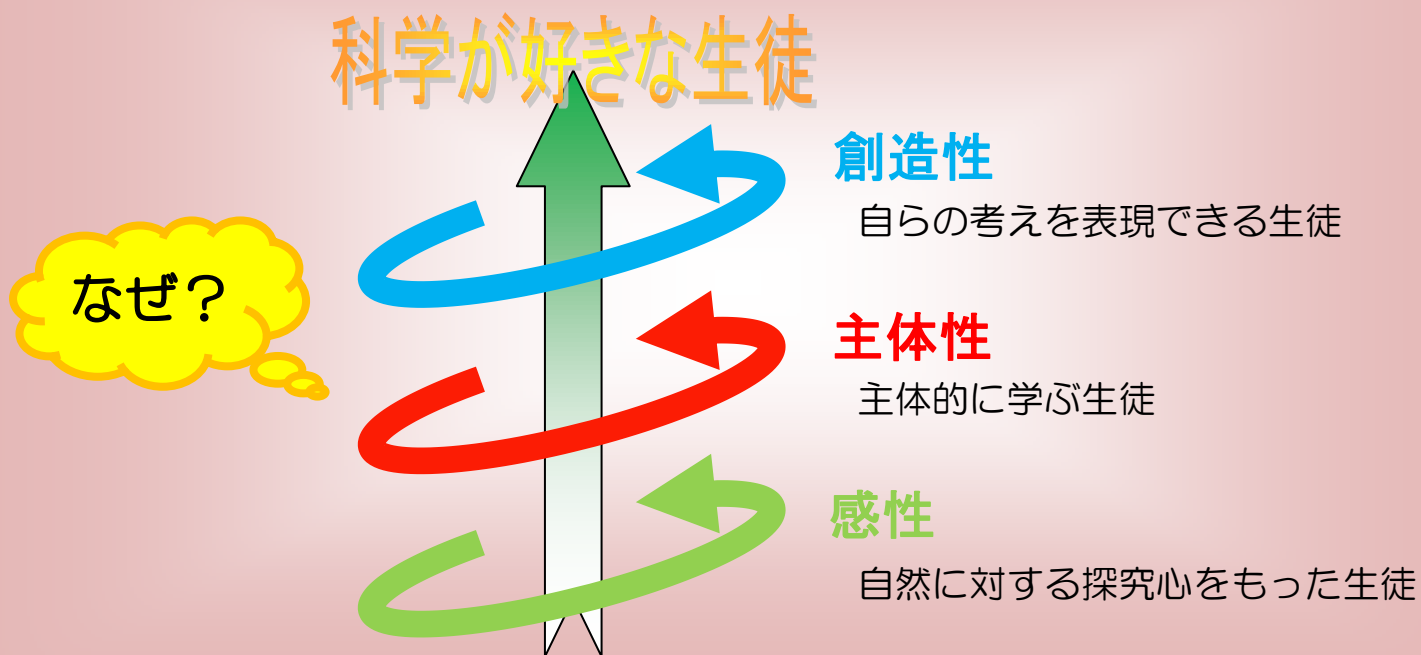 科学が好きな生徒
創造性
自らの考えを表現できる生徒
なぜ?
主体性
主体的に学ぶ生徒
感性
自然に対する探究心をもった生徒